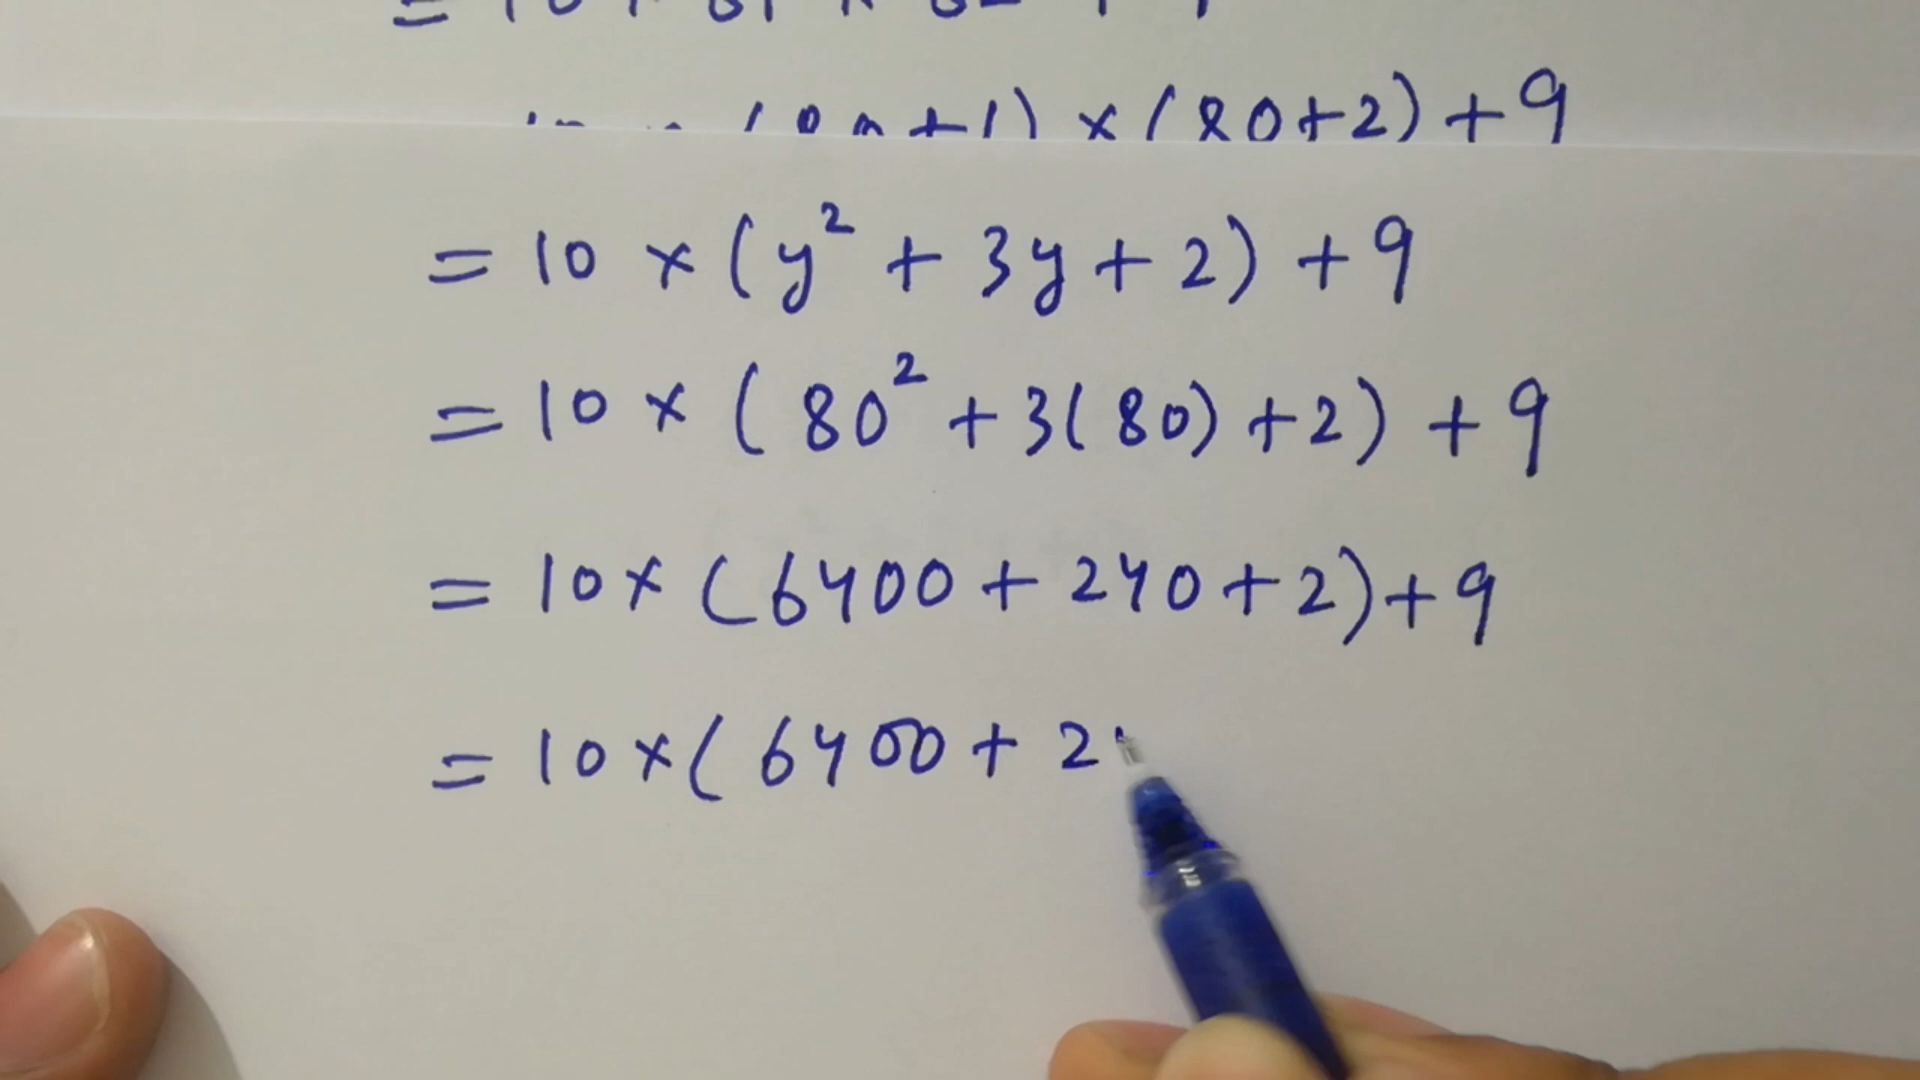 +1) × (80+2) + 9
= 10 × (y² + 3y + 2) + 9
= 10 × (80² + 3(80) + 2) + 9
= 10 × (6400 + 240 + 2) + 9
= 10 × (6400 + 2